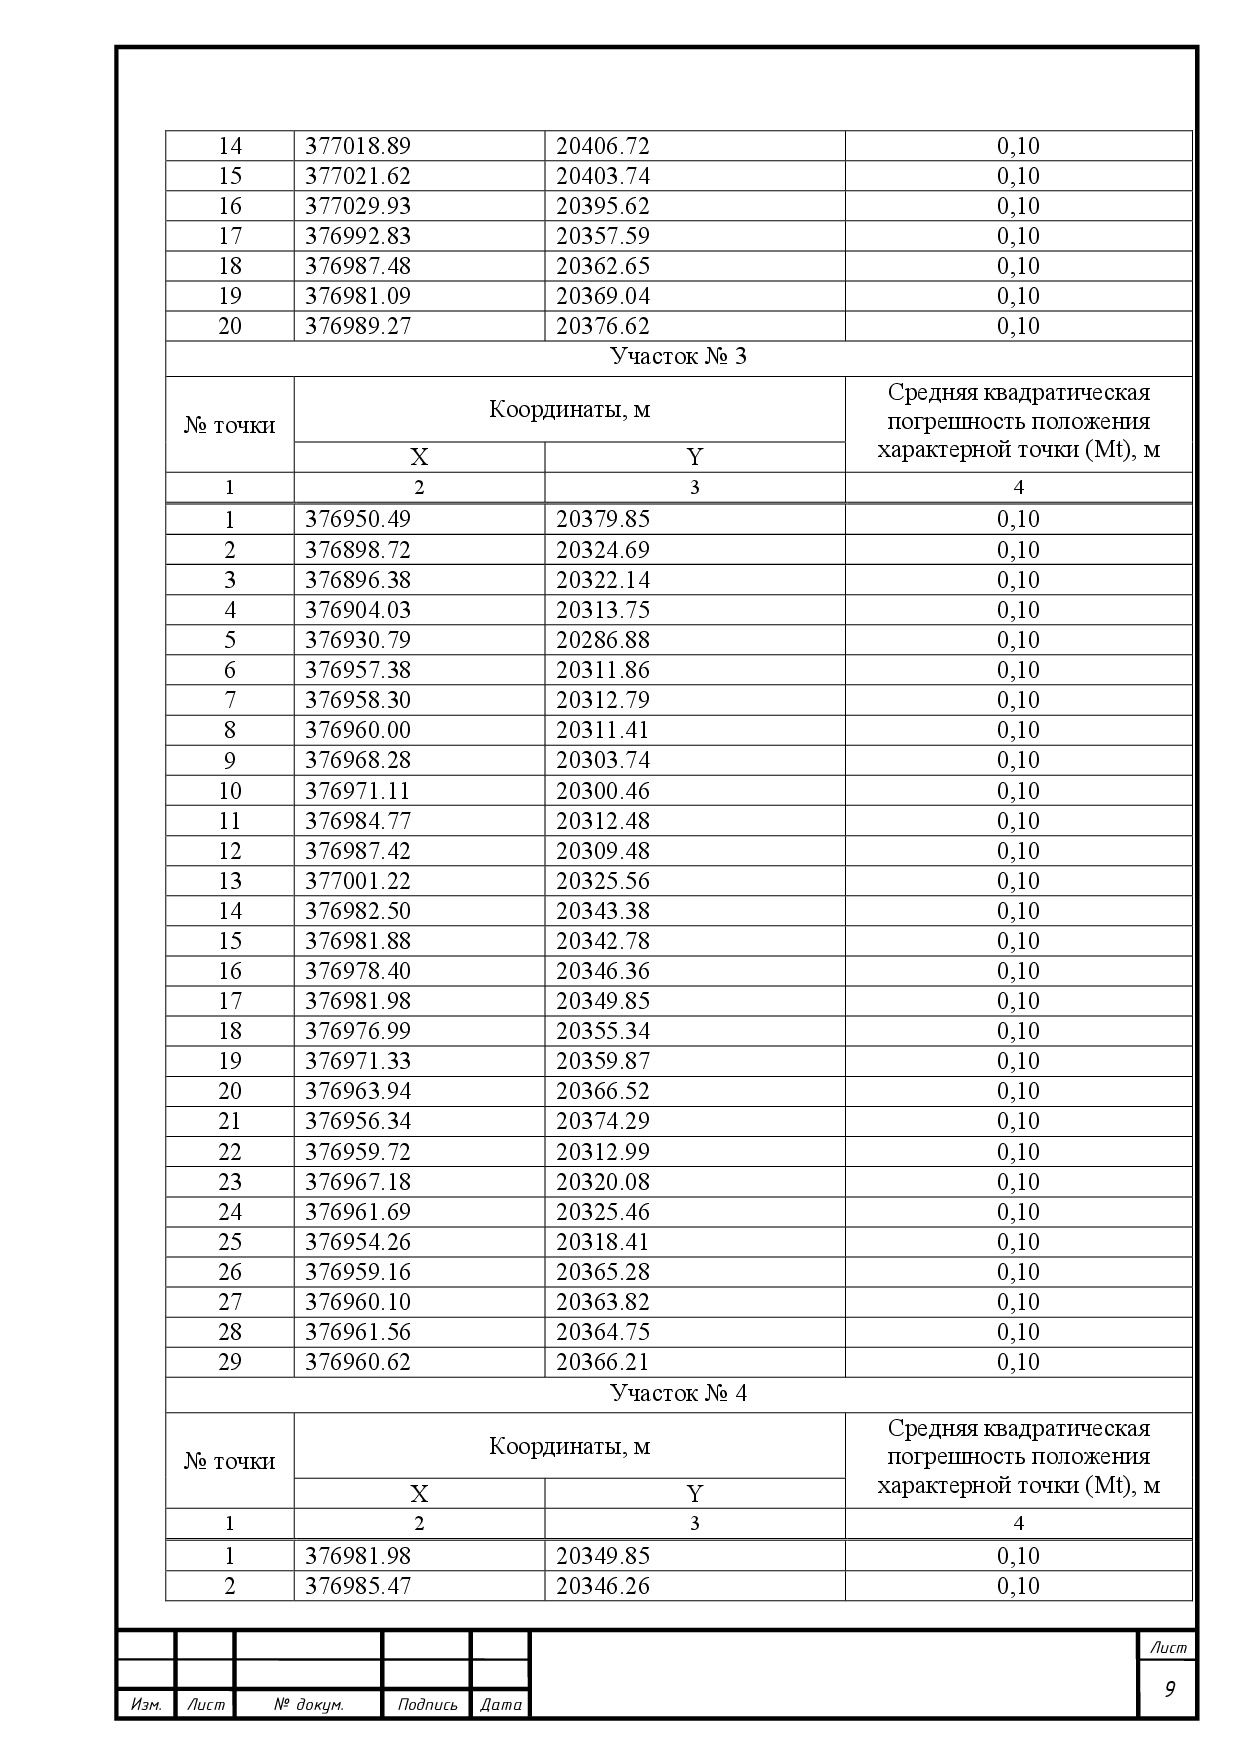 14 377018.89 20406.72 0,10
15 377021.62 20403.74 0,10
16 377029.93 20395.62 0,10
17 376992.83 20357.59 0,10
18 376987.48 20362.65 0,10
19 376981.09 20369.04 0,10
20 376989.27 20376.62 0,10
Участок № 3
№ точки Координаты, м Средняя квадратическая
погрешность положения
характерной точки (Mt), м
X Y
1 2 3 4
1 376950.49 20379.85 0,10
2 376898.72 20324.69 0,10
3 376896.38 20322.14 0,10
4 376904.03 20313.75 0,10
5 376930.79 20286.88 0,10
6 376957.38 20311.86 0,10
7 376958.30 20312.79 0,10
8 376960.00 20311.41 0,10
9 376968.28 20303.74 0,10
10 376971.11 20300.46 0,10
11 376984.77 20312.48 0,10
12 376987.42 20309.48 0,10
13 377001.22 20325.56 0,10
14 376982.50 20343.38 0,10
15 376981.88 20342.78 0,10
16 376978.40 20346.36 0,10
17 376981.98 20349.85 0,10
18 376976.99 20355.34 0,10
19 376971.33 20359.87 0,10
20 376963.94 20366.52 0,10
21 376956.34 20374.29 0,10
22 376959.72 20312.99 0,10
23 376967.18 20320.08 0,10
24 376961.69 20325.46 0,10
25 376954.26 20318.41 0,10
26 376959.16 20365.28 0,10
27 376960.10 20363.82 0,10
28 376961.56 20364.75 0,10
29 376960.62 20366.21 0,10
Участок № 4
№ точки Координаты, м Средняя квадратическая
погрешность положения
характерной точки (Mt), м
X Y
1 2 3 4
1 376981.98 20349.85 0,10
2 376985.47 20346.26 0,10
Лист
9
Изм. Лист № докум. Подпись Дата